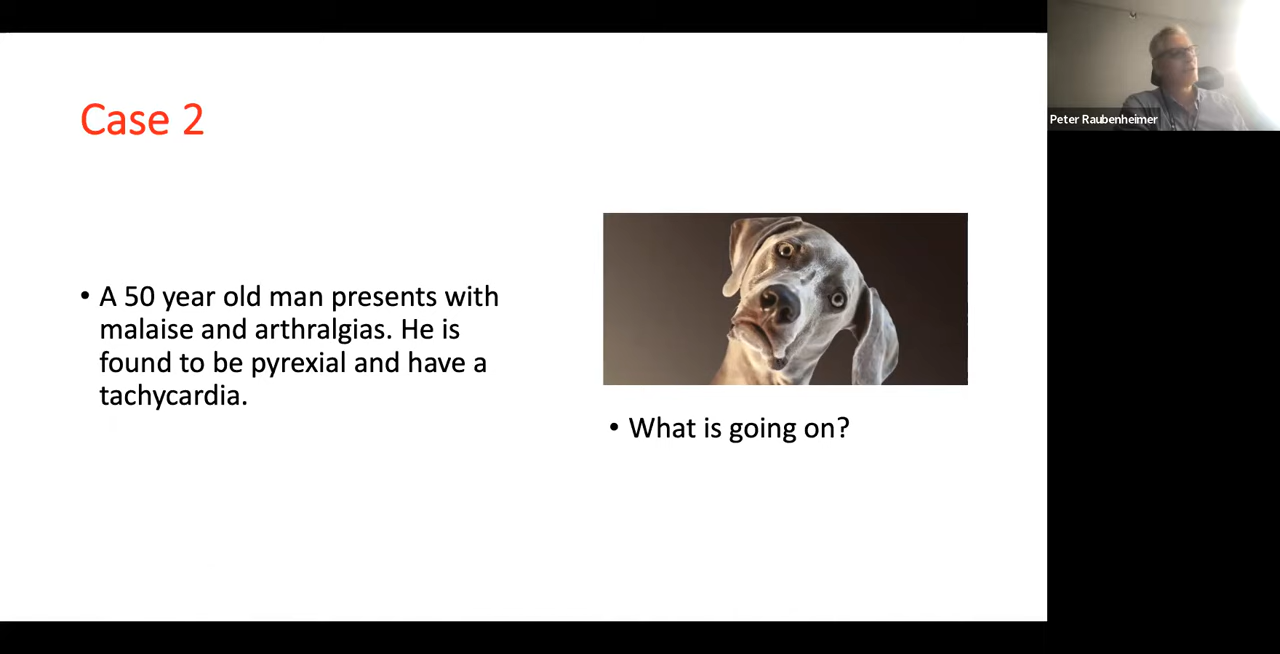 Case 2
• A 50 year old man presents with
malaise and arthralgias. He is
found to be pyrexial and have a
tachycardia.
• What is going on?
Peter Raubenheimer